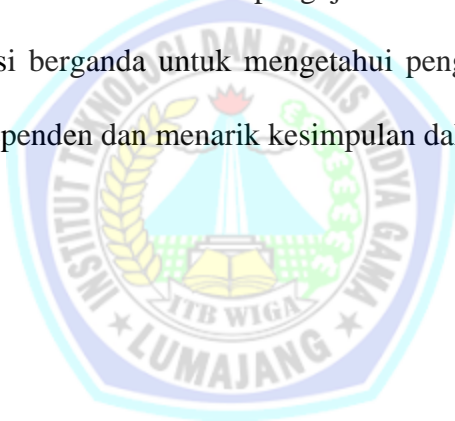 si berganda untuk mengetahui peng
penden dan menarik kesimpulan da
INSTITUT TEKNOLOGI DAN BISNIS WIDYA GAMA
ITB WIGA
LUMAJANG